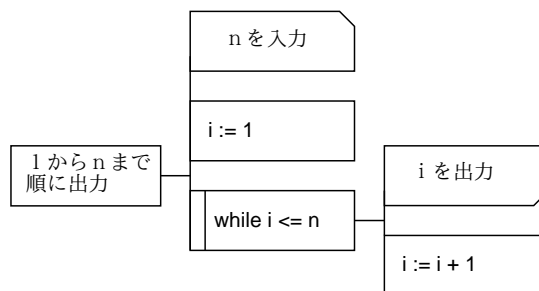 ｎを入力
i := 1
１からｎまで
順に出力
while i <= n
ｉを出力
i := i + 1